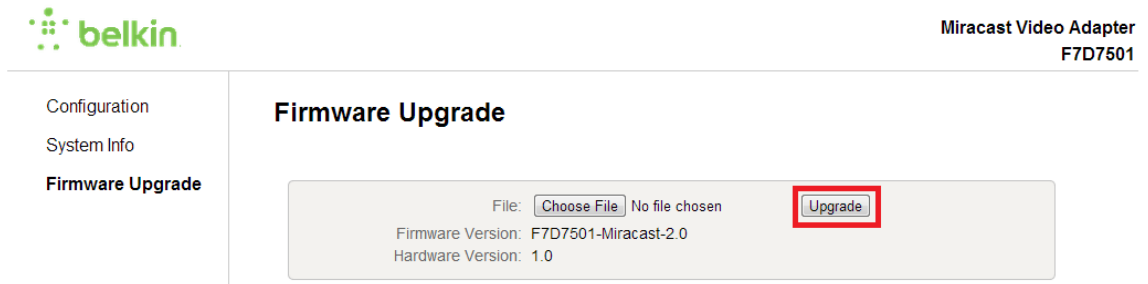 belkin
Miracast Video Adapter
F7D7501
Configuration
System Info
Firmware Upgrade
Firmware Upgrade
File: Choose File No file chosen Upgrade
Firmware Version: F7D7501-Miracast-2.0
Hardware Version: 1.0